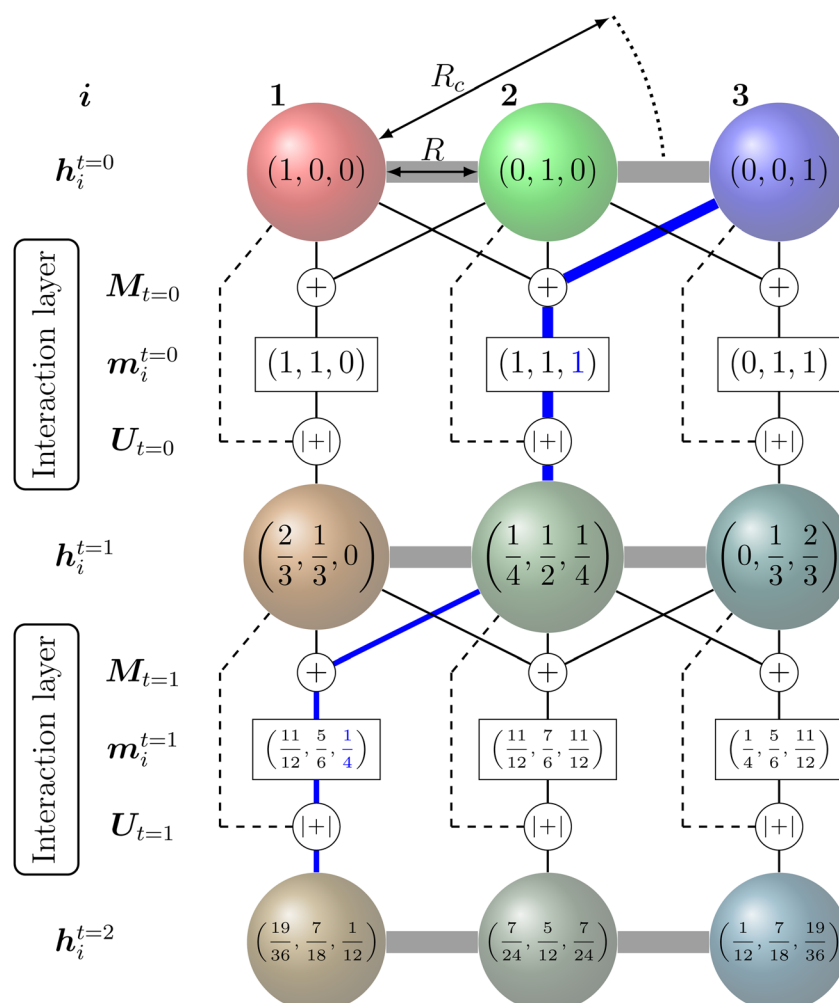 R_c
i 1 2 3
h_i^{t=0} (1, 0, 0) R (0, 1, 0) (0, 0, 1)
Interaction layer
M_{t=0} + + +
m_i^{t=0} (1, 1, 0) (1, 1, 1) (0, 1, 1)
U_{t=0} |+| |+| |+|
h_i^{t=1} (2/3, 1/3, 0) (1/4, 1/2, 1/4) (0, 1/3, 2/3)
Interaction layer
M_{t=1} + + +
m_i^{t=1} (11/12, 5/6, 1/4) (11/12, 7/6, 11/12) (1/4, 5/6, 11/12)
U_{t=1} |+| |+| |+|
h_i^{t=2} (19/36, 7/18, 1/12) (7/24, 5/12, 7/24) (1/12, 7/18, 19/36)